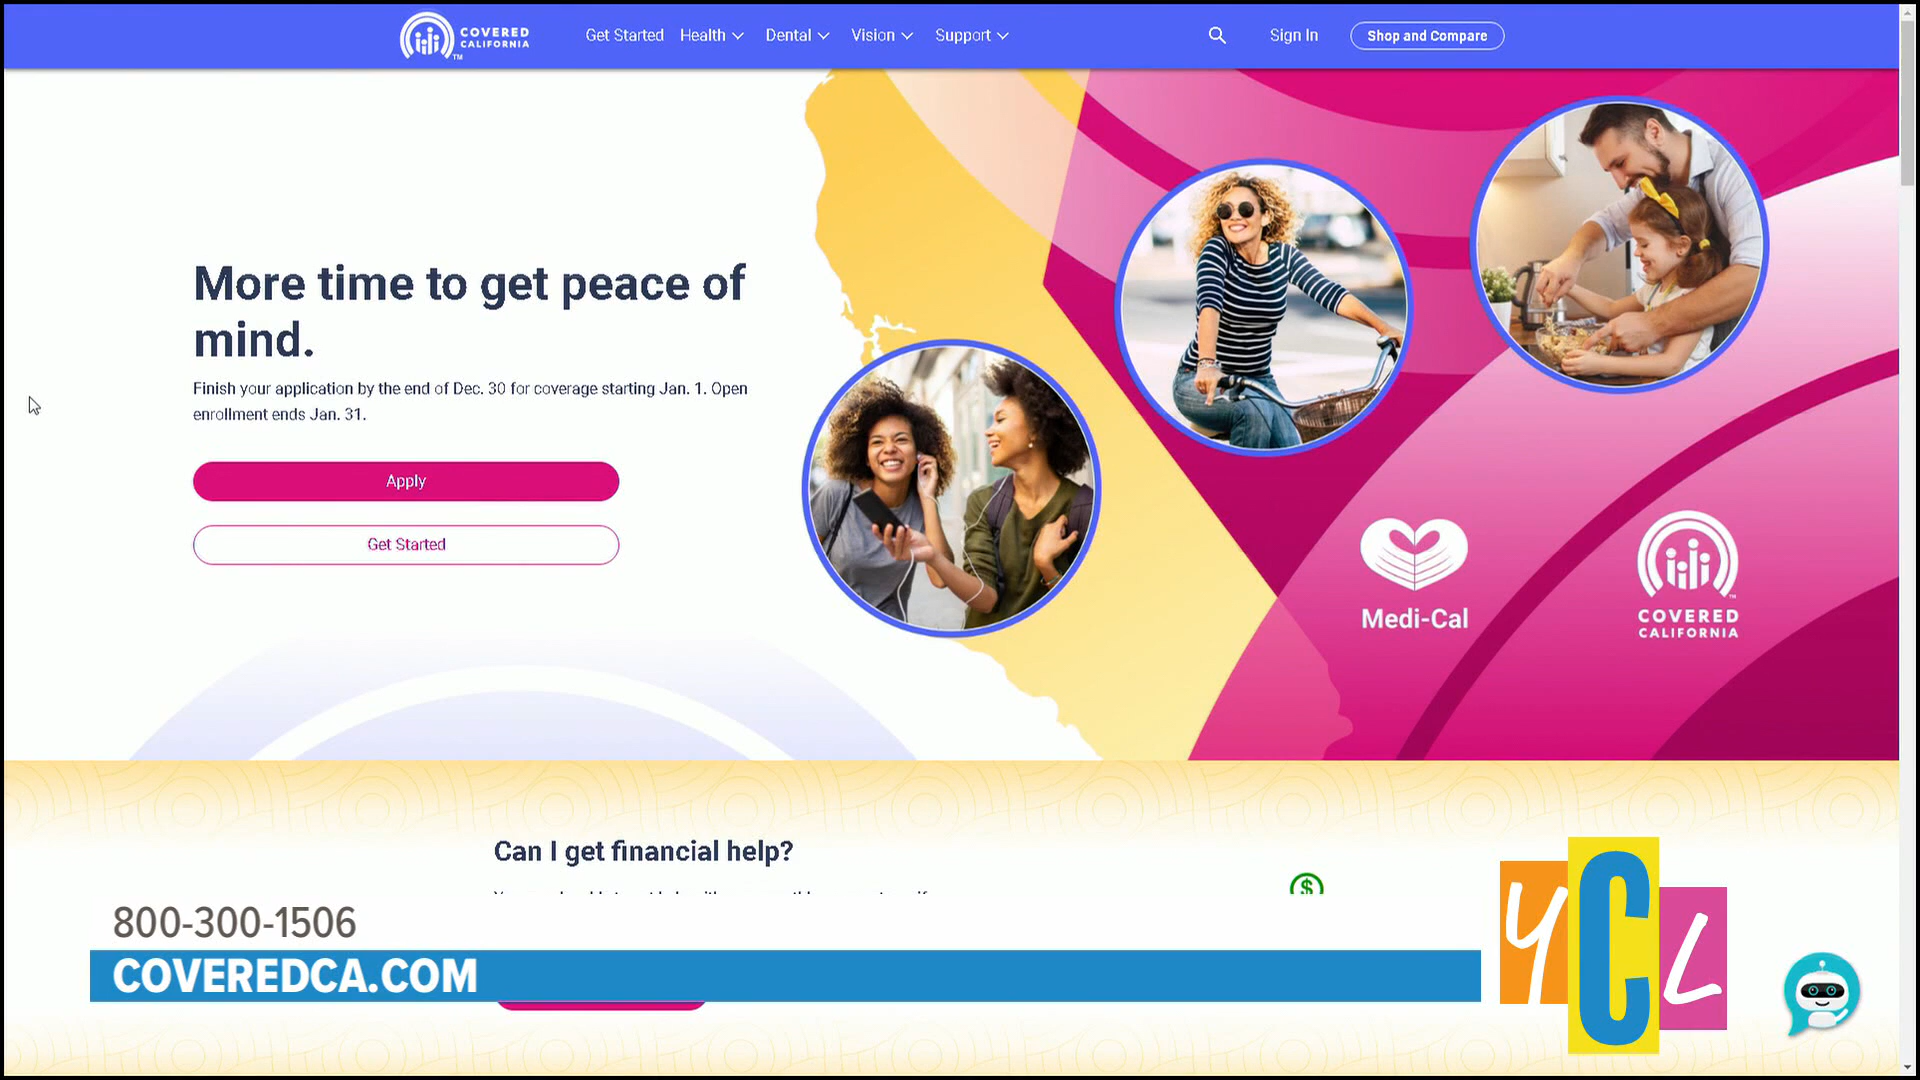 COVERED
CALIFORNIA
TM
Get Started Health Dental Vision Support Sign In Shop and Compare
More time to get peace of
mind.
Finish your application by the end of Dec. 30 for coverage starting Jan. 1. Open
enrollment ends Jan. 31.
Apply
Get Started
Medi-Cal
COVERED
CALIFORNIA
Can I get financial help?
$
800-300-1506
COVEREDCA.COM
YCL